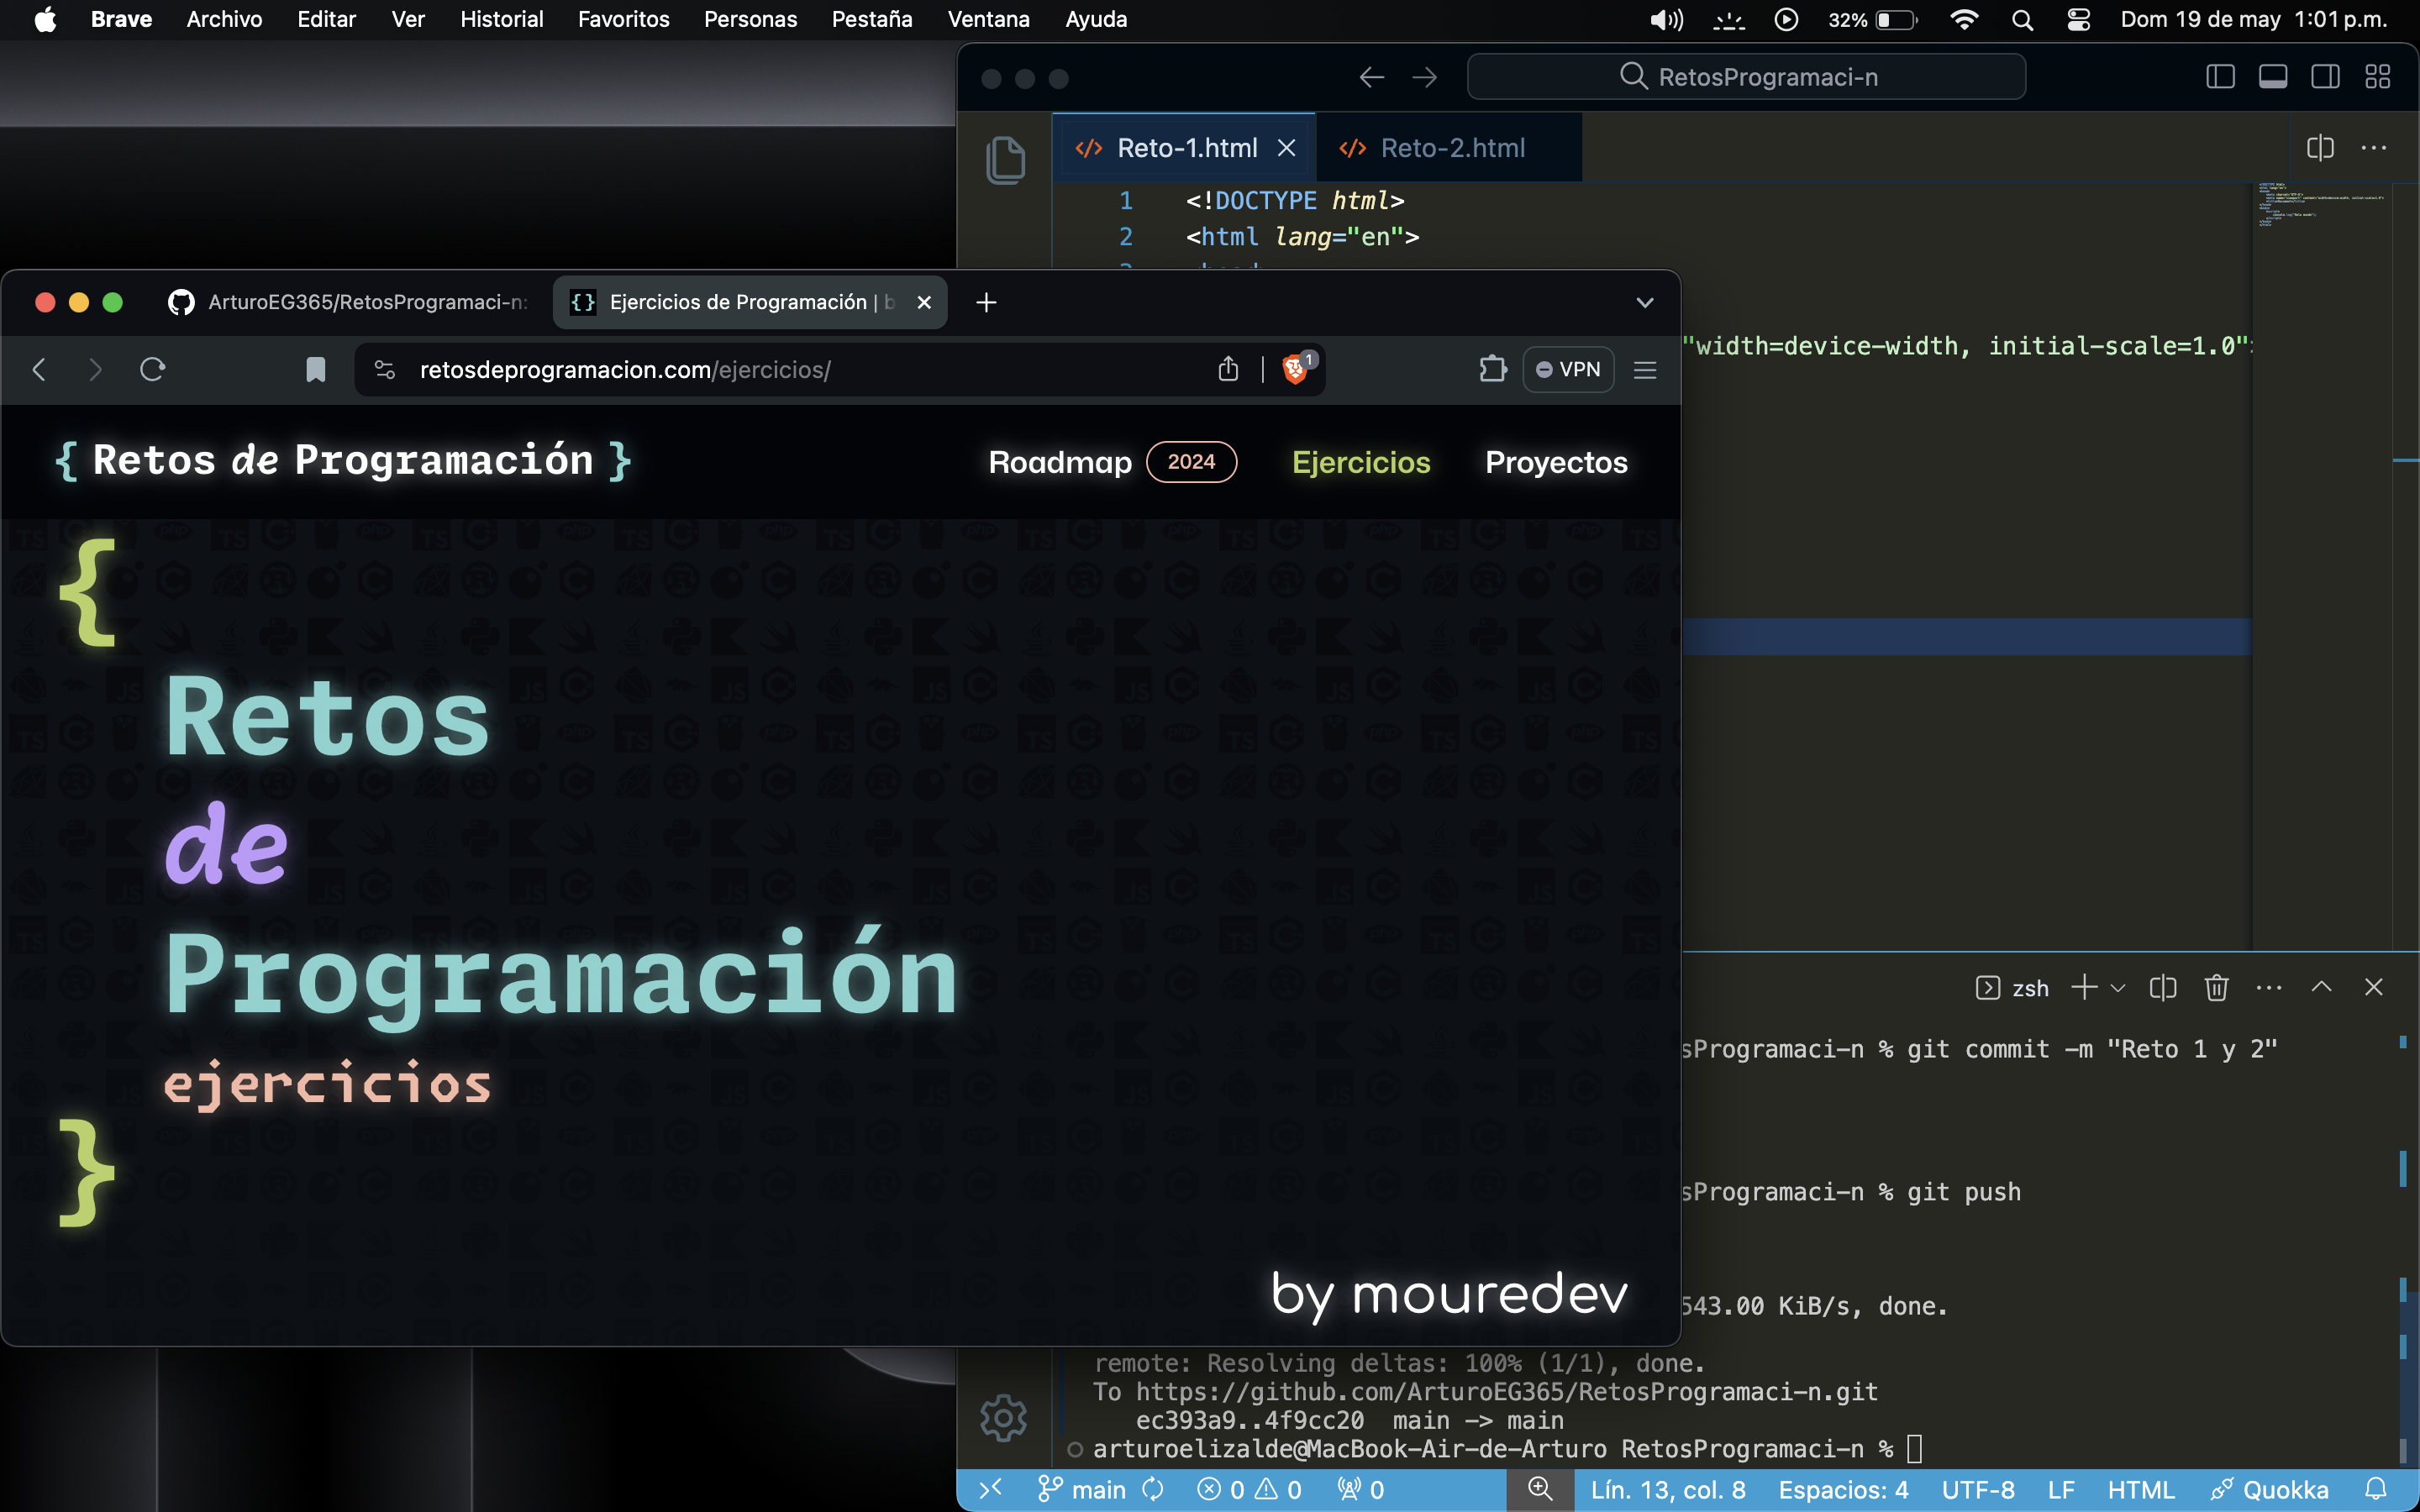 Brave Archivo Editar Ver Historial Favoritos Personas Pestaña Ventana Ayuda 32% Dom 19 de may 1:01 p.m.
RetosProgramaci-n
Reto-1.html Reto-2.html
1 <!DOCTYPE html>
2 <html lang="en">
"width=device-width, initial-scale=1.0"
ArturoEG365/RetosProgramaci-n: Ejercicios de Programación | b
retosdeprogramacion.com/ejercicios/ 1 VPN
{ Retos de Programación } Roadmap 2024 Ejercicios Proyectos
{
Retos
de
Programación
ejercicios
}
by mouredev
zsh
sProgramaci-n % git commit -m "Reto 1 y 2"
sProgramaci-n % git push
543.00 KiB/s, done.
remote: Resolving deltas: 100% (1/1), done.
To https://github.com/ArturoEG365/RetosProgramaci-n.git
ec393a9..4f9cc20 main -> main
arturoelizalde@MacBook-Air-de-Arturo RetosProgramaci-n %
main 0 0 0 Lín. 13, col. 8 Espacios: 4 UTF-8 LF HTML Quokka